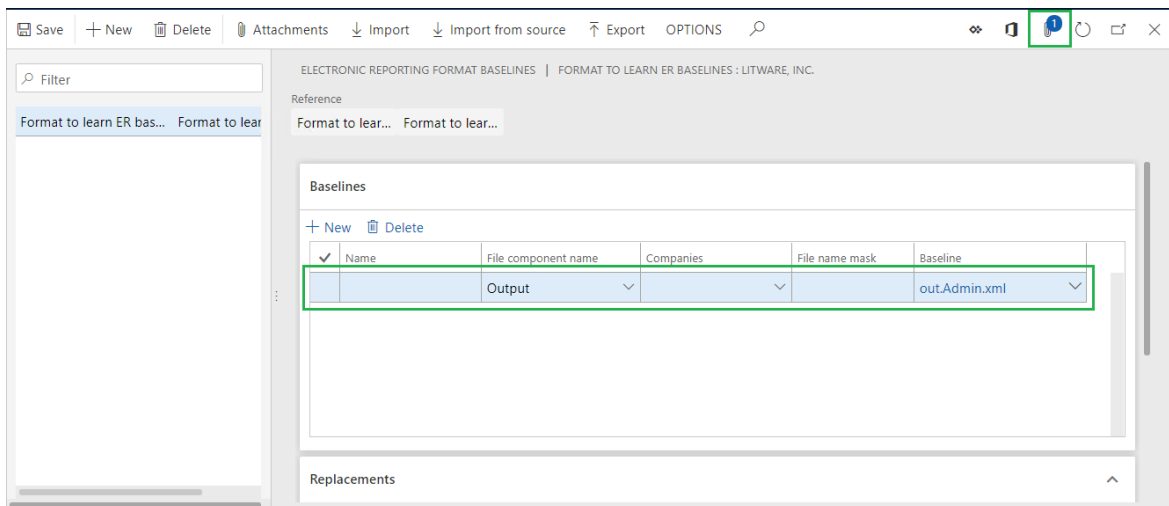 Save New Delete Attachments Import Import from source Export OPTIONS 1
Filter
Format to learn ER bas... Format to lear
ELECTRONIC REPORTING FORMAT BASELINES | FORMAT TO LEARN ER BASELINES : LITWARE, INC.
Reference
Format to lear... Format to lear...
Baselines
New Delete
Name File component name Companies File name mask Baseline
Output out.Admin.xml
Replacements